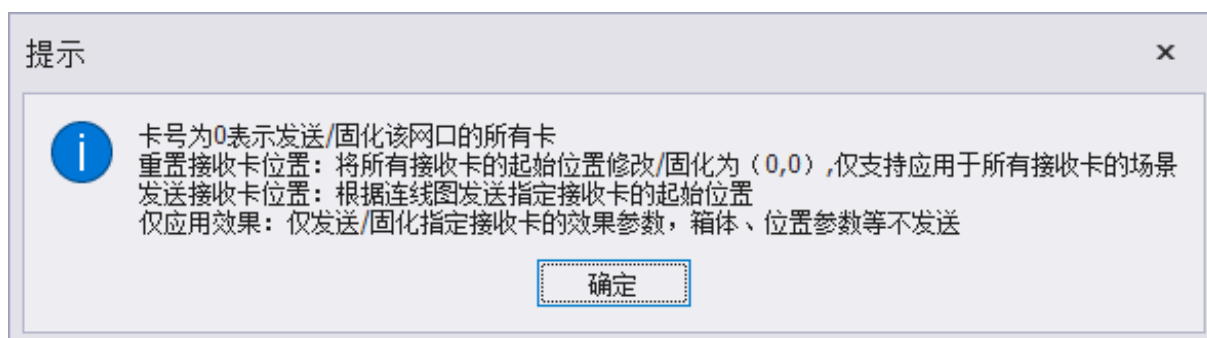 提示
卡号为0表示发送/固化该网口的所有卡
重置接收卡位置：将所有接收卡的起始位置修改/固化为（0,0）,仅支持应用于所有接收卡的场景
发送接收卡位置：根据连线图发送指定接收卡的起始位置
仅应用效果：仅发送/固化指定接收卡的效果参数，箱体、位置参数等不发送
确定